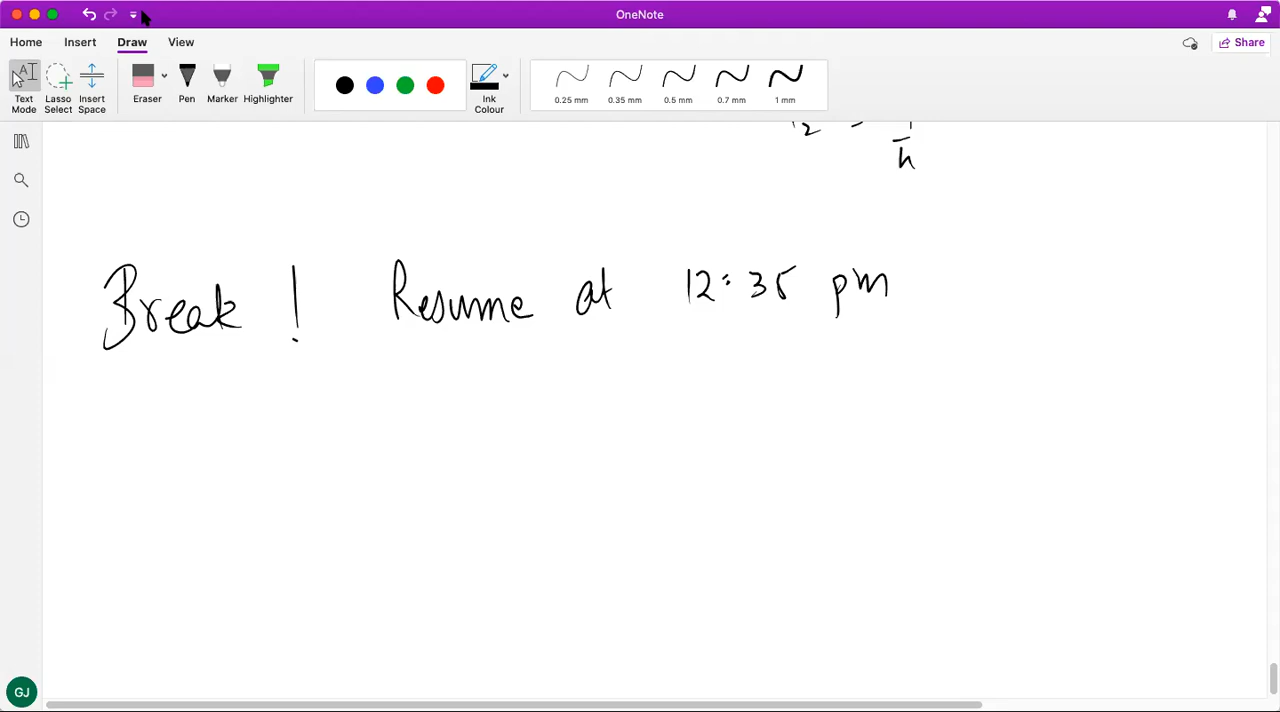 OneNote
Home Insert Draw View Share
Text Mode Lasso Select Insert Space Eraser Pen Marker Highlighter Ink Colour 0.25 mm 0.35 mm 0.5 mm 0.7 mm 1 mm
h
Break ! Resume at 12:35 pm
GJ